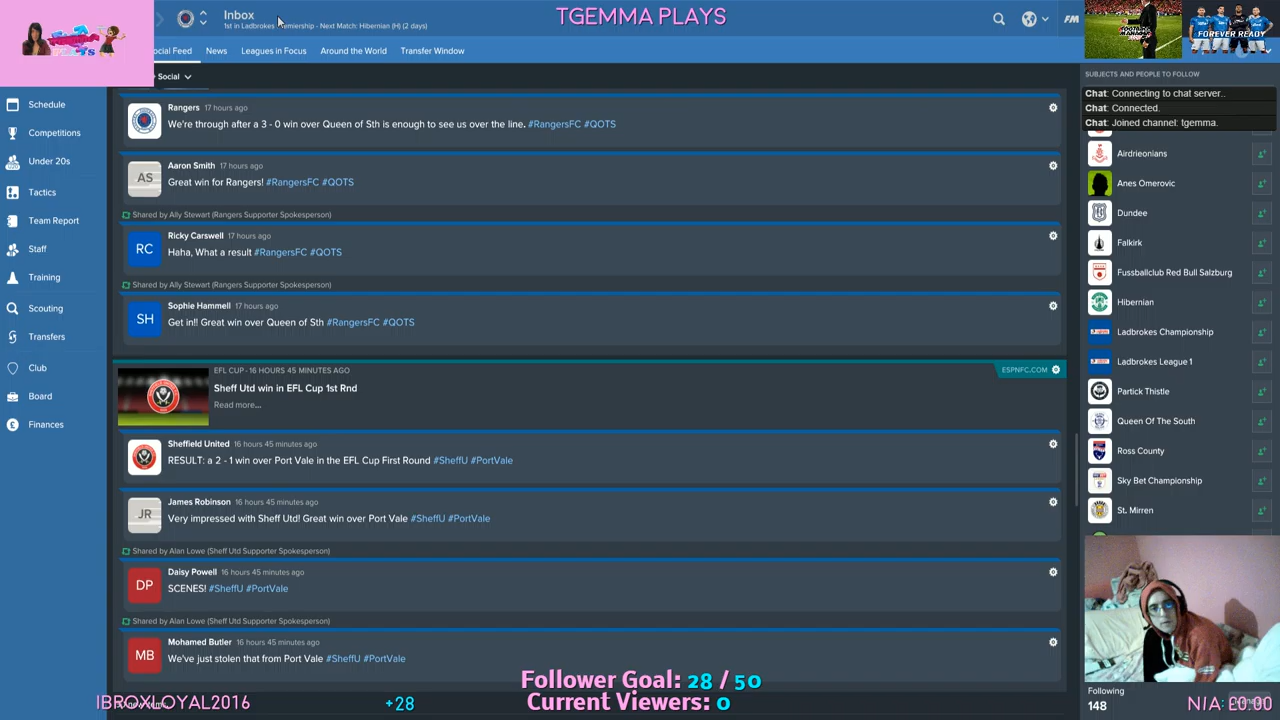 TGEMMA PLAYS
Inbox
1st in Ladbrokes Premiership - Next Match: Hibernian (H) (2 days)
FM
FOREVER READY
Social Feed
News
Leagues in Focus
Around the World
Transfer Window
Social
SUBJECTS AND PEOPLE TO FOLLOW
Chat: Connecting to chat server..
Chat: Connected.
Chat: Joined channel: tgemma.
Schedule
Competitions
Under 20s
Tactics
Team Report
Staff
Training
Scouting
Transfers
Club
Board
Finances
Rangers 17 hours ago
We're through after a 3 - 0 win over Queen of Sth is enough to see us over the line. #RangersFC #QOTS
AS
Aaron Smith 17 hours ago
Great win for Rangers! #RangersFC #QOTS
Shared by Ally Stewart (Rangers Supporter Spokesperson)
RC
Ricky Carswell 17 hours ago
Haha, What a result #RangersFC #QOTS
Shared by Ally Stewart (Rangers Supporter Spokesperson)
SH
Sophie Hammell 17 hours ago
Get in!! Great win over Queen of Sth #RangersFC #QOTS
EFL CUP - 16 HOURS 45 MINUTES AGO
ESPNFC.COM
Sheff Utd win in EFL Cup 1st Rnd
Read more...
Sheffield United 16 hours 45 minutes ago
RESULT: a 2 - 1 win over Port Vale in the EFL Cup First Round #SheffU #PortVale
JR
James Robinson 16 hours 45 minutes ago
Very impressed with Sheff Utd! Great win over Port Vale #SheffU #PortVale
Shared by Alan Lowe (Sheff Utd Supporter Spokesperson)
DP
Daisy Powell 16 hours 45 minutes ago
SCENES! #SheffU #PortVale
Shared by Alan Lowe (Sheff Utd Supporter Spokesperson)
MB
Mohamed Butler 16 hours 45 minutes ago
We've just stolen that from Port Vale #SheffU #PortVale
Airdrieonians
Anes Omerovic
Dundee
Falkirk
Fussballclub Red Bull Salzburg
Hibernian
Ladbrokes Championship
Ladbrokes League 1
Partick Thistle
Queen Of The South
Ross County
Sky Bet Championship
St. Mirren
Following
148
Follower Goal: 28 / 50
Current Viewers: 0
IBROXLOYAL2016
+28
NIA: £0.00